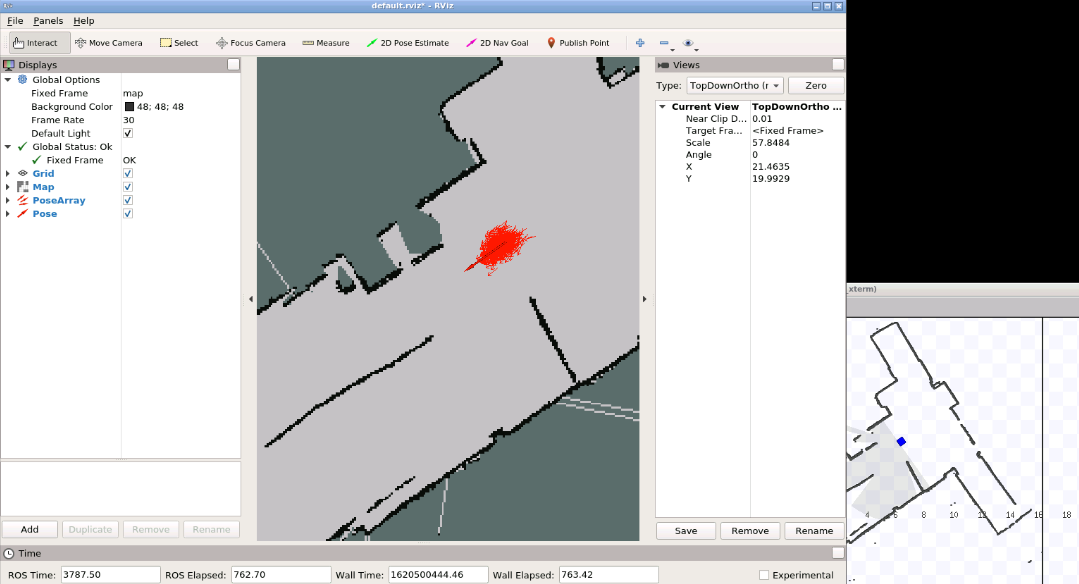 default.rviz* - RViz
File Panels Help
Interact Move Camera Select Focus Camera Measure 2D Pose Estimate 2D Nav Goal Publish Point
Displays
Global Options
Fixed Frame map
Background Color 48; 48; 48
Frame Rate 30
Default Light
Global Status: Ok
Fixed Frame OK
Grid
Map
PoseArray
Pose
Add Duplicate Remove Rename
Views
Type: TopDownOrtho (r Zero
Current View TopDownOrtho ...
Near Clip D... 0.01
Target Fra... <Fixed Frame>
Scale 57.8484
Angle 0
X 21.4635
Y 19.9929
Save Remove Rename
xterm)
4 6 8 10 12 14 16 18
Time
ROS Time: 3787.50 ROS Elapsed: 762.70 Wall Time: 1620500444.46 Wall Elapsed: 763.42 Experimental